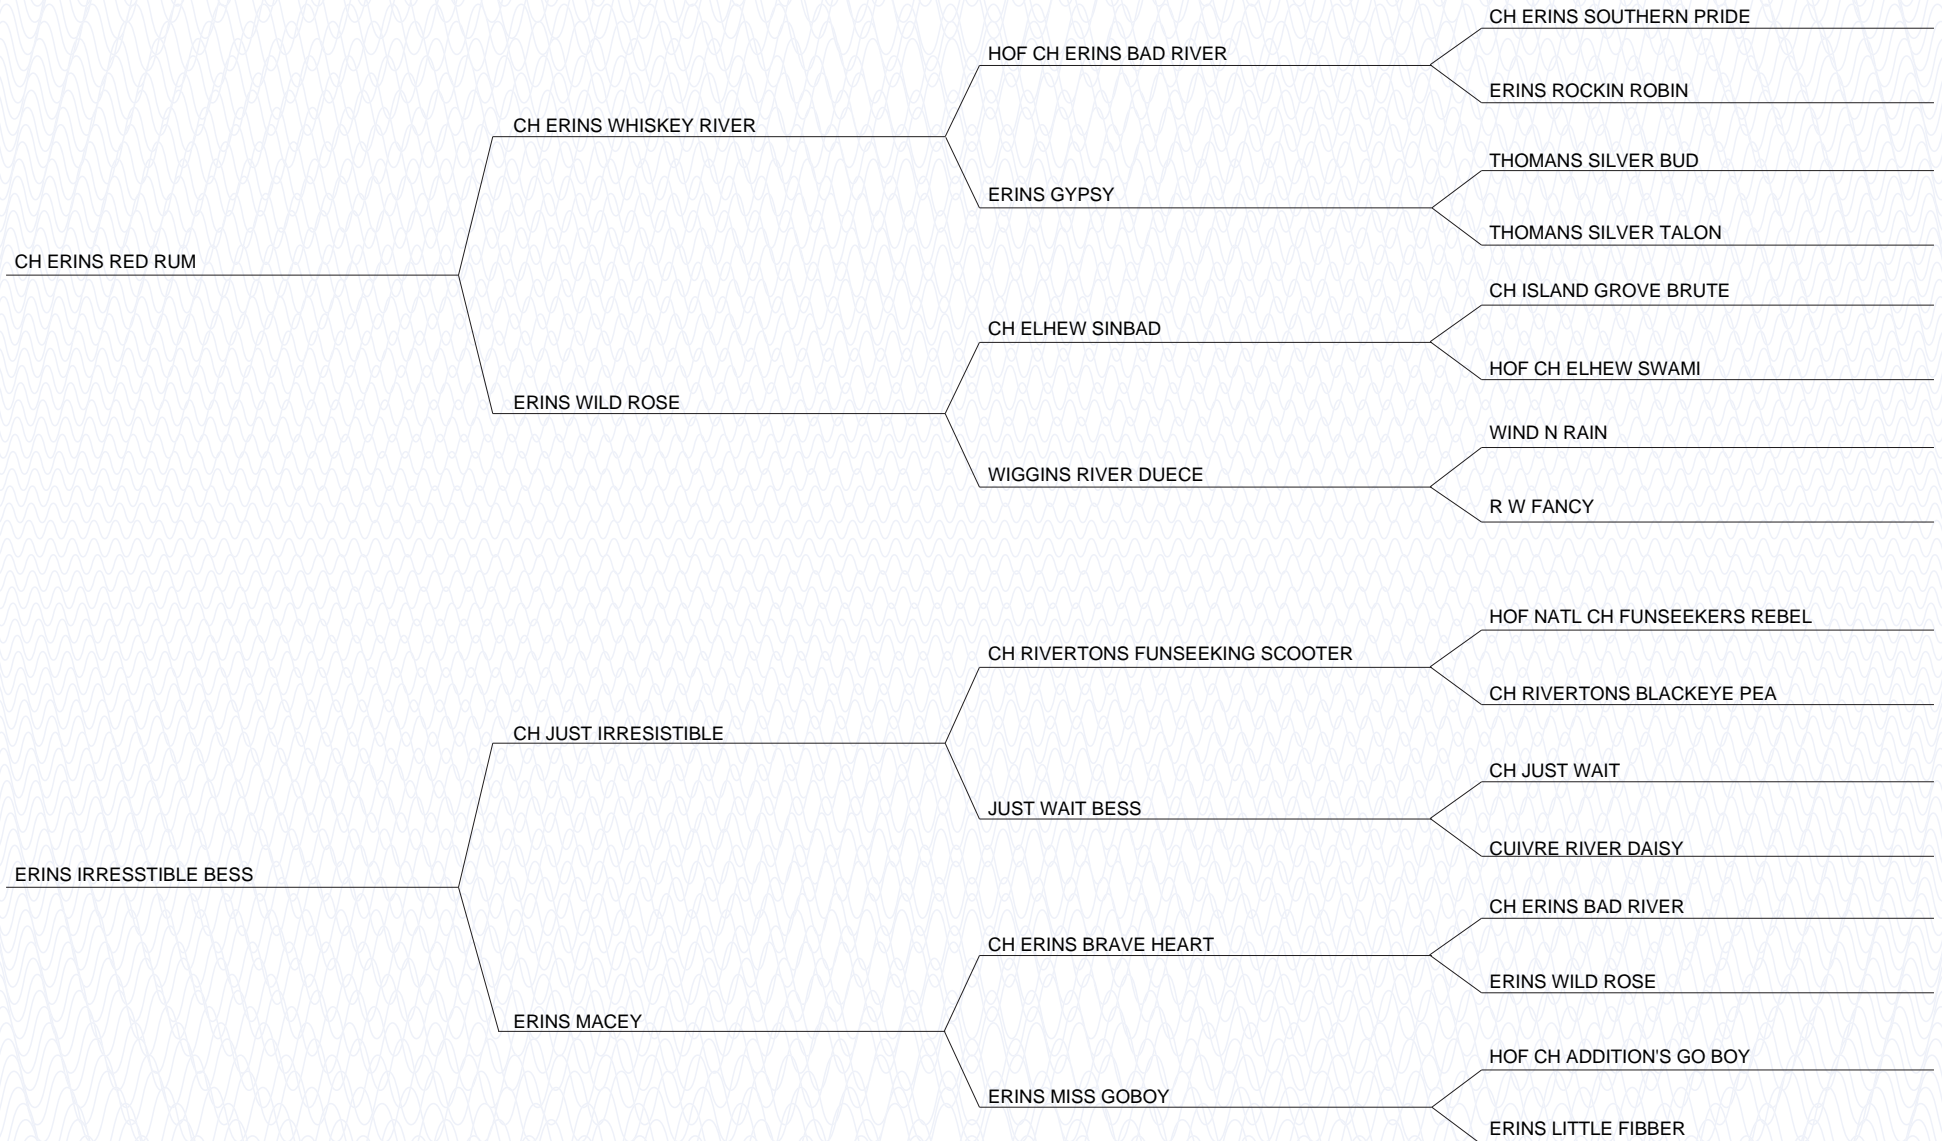 CH ERINS SOUTHERN PRIDE
HOF CH ERINS BAD RIVER
ERINS ROCKIN ROBIN
CH ERINS WHISKEY RIVER
THOMANS SILVER BUD
ERINS GYPSY
THOMANS SILVER TALON
CH ERINS RED RUM
CH ISLAND GROVE BRUTE
CH ELHEW SINBAD
HOF CH ELHEW SWAMI
ERINS WILD ROSE
WIND N RAIN
WIGGINS RIVER DUECE
R W FANCY
HOF NATL CH FUNSEEKERS REBEL
CH RIVERTONS FUNSEEKING SCOOTER
CH RIVERTONS BLACKEYE PEA
CH JUST IRRESISTIBLE
CH JUST WAIT
JUST WAIT BESS
CUIVRE RIVER DAISY
ERINS IRRESSTIBLE BESS
CH ERINS BAD RIVER
CH ERINS BRAVE HEART
ERINS WILD ROSE
ERINS MACEY
HOF CH ADDITION'S GO BOY
ERINS MISS GOBOY
ERINS LITTLE FIBBER